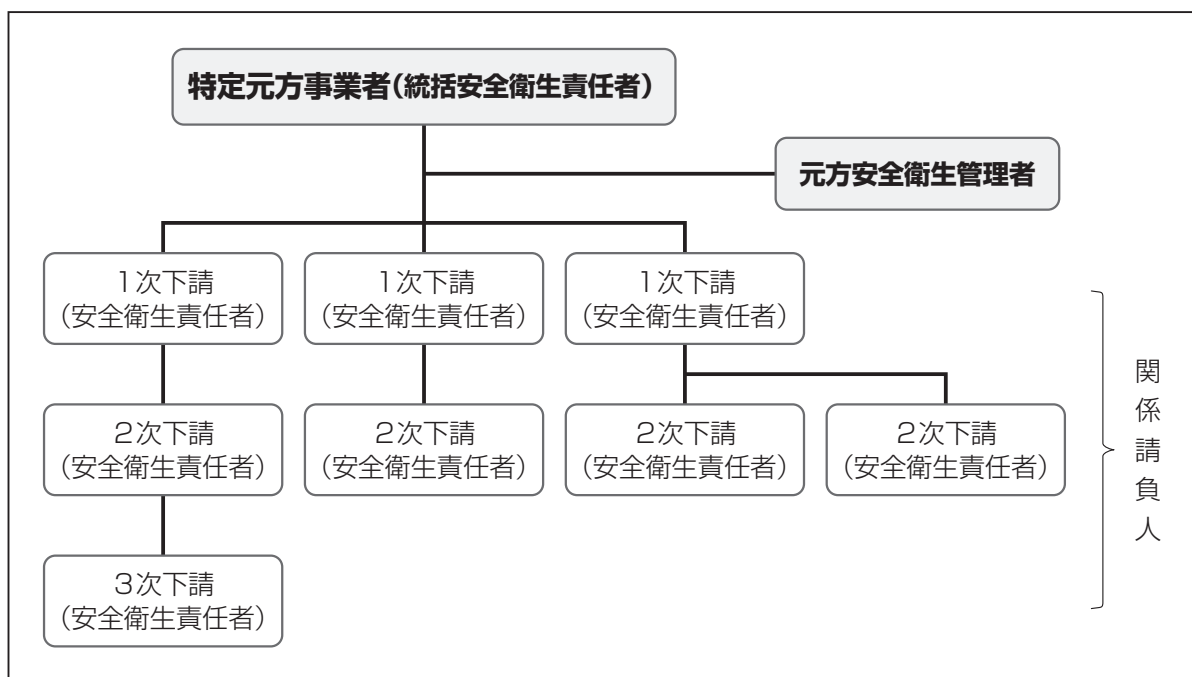 特定元方事業者(統括安全衛生責任者)
元方安全衛生管理者
1次下請
(安全衛生責任者)
1次下請
(安全衛生責任者)
1次下請
(安全衛生責任者)
2次下請
(安全衛生責任者)
2次下請
(安全衛生責任者)
2次下請
(安全衛生責任者)
2次下請
(安全衛生責任者)
3次下請
(安全衛生責任者)
関係請負人